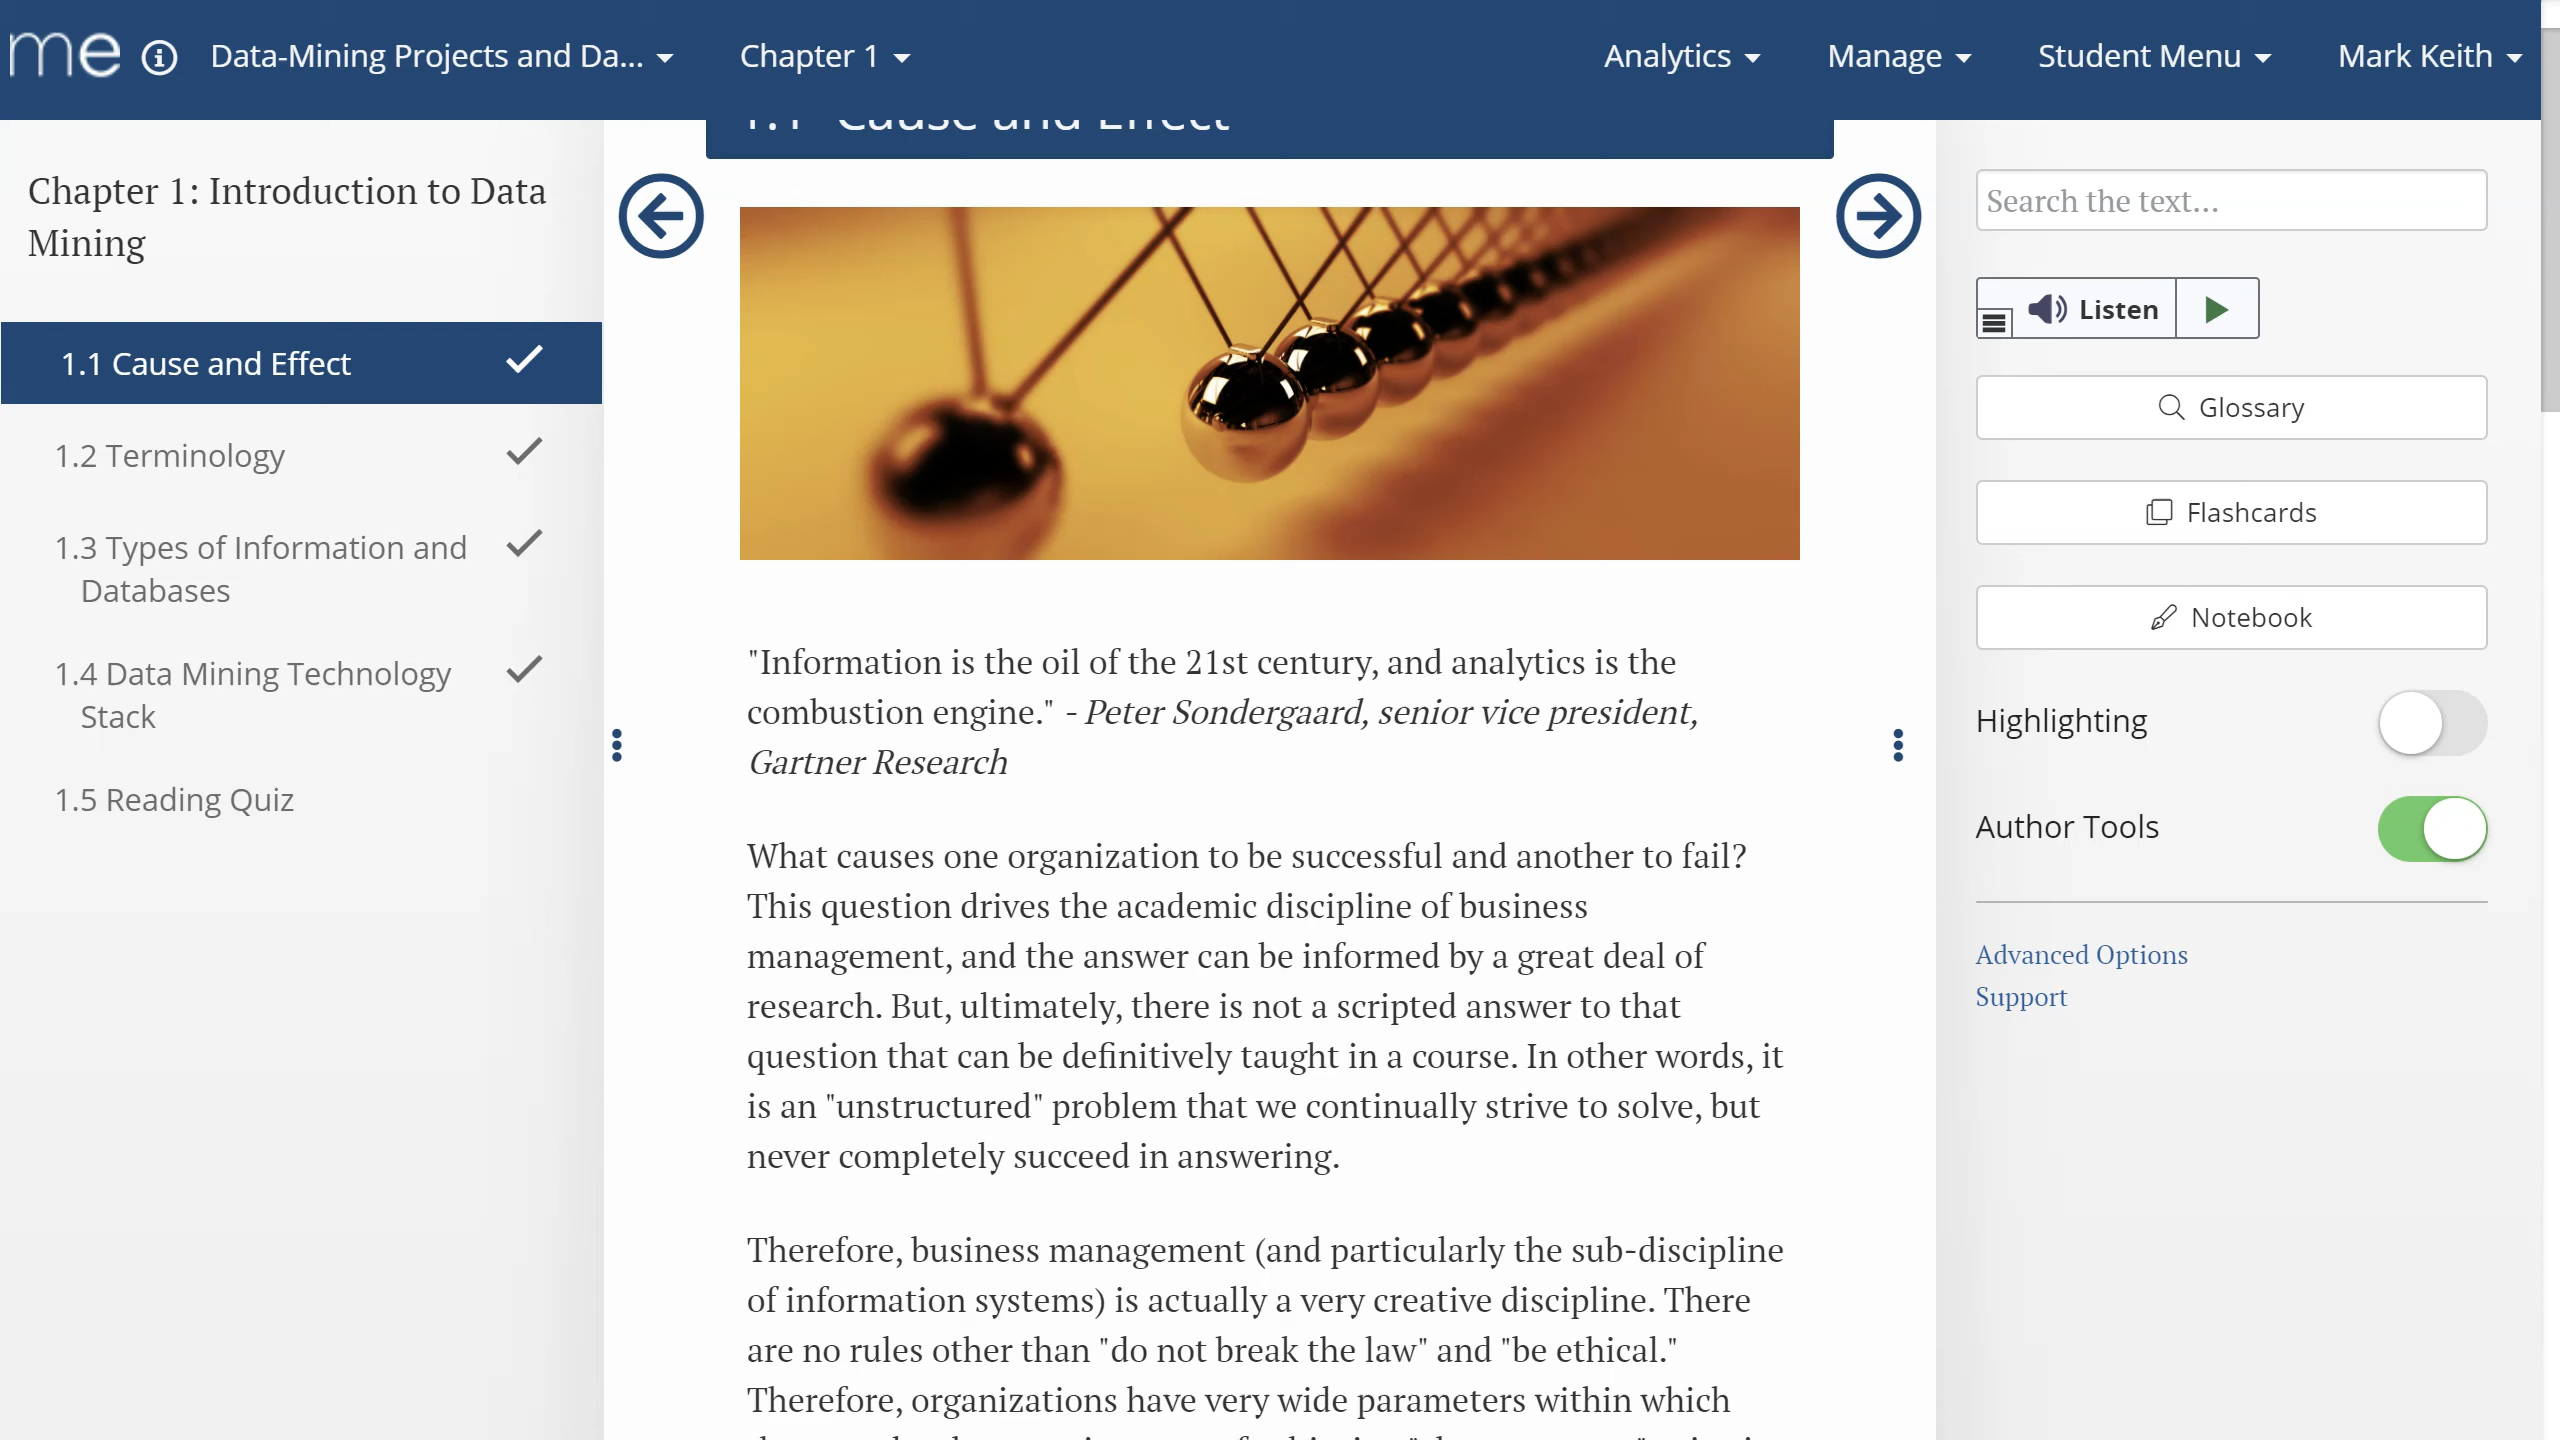 me
Data-Mining Projects and Da...
Chapter 1
Analytics
Manage
Student Menu
Mark Keith
1.1 Cause and Effect
Chapter 1: Introduction to Data
Mining
1.1 Cause and Effect
1.2 Terminology
1.3 Types of Information and
Databases
1.4 Data Mining Technology
Stack
1.5 Reading Quiz
"Information is the oil of the 21st century, and analytics is the
combustion engine." - Peter Sondergaard, senior vice president,
Gartner Research
What causes one organization to be successful and another to fail?
This question drives the academic discipline of business
management, and the answer can be informed by a great deal of
research. But, ultimately, there is not a scripted answer to that
question that can be definitively taught in a course. In other words, it
is an "unstructured" problem that we continually strive to solve, but
never completely succeed in answering.
Therefore, business management (and particularly the sub-discipline
of information systems) is actually a very creative discipline. There
are no rules other than "do not break the law" and "be ethical."
Therefore, organizations have very wide parameters within which
Search the text...
Listen
Glossary
Flashcards
Notebook
Highlighting
Author Tools
Advanced Options
Support